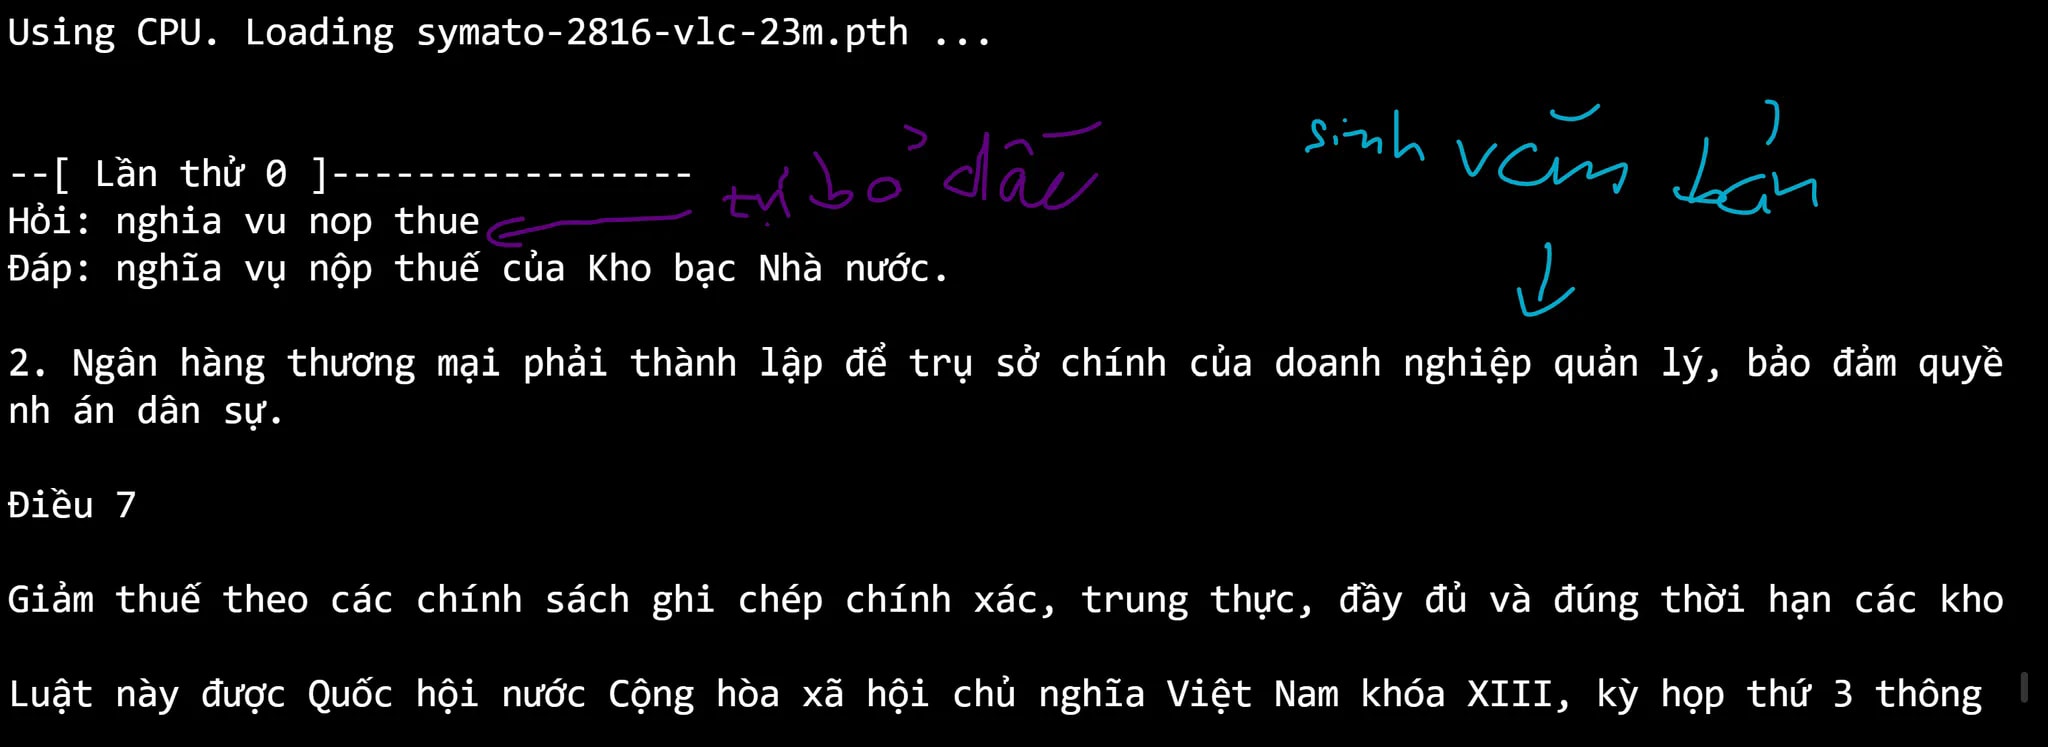 Using CPU. Loading symato-2816-vlc-23m.pth ...
sinh văn bản
--[ Lần thử 0 ]-----------------
tự bỏ dấu
Hỏi: nghia vu nop thue
Đáp: nghĩa vụ nộp thuế của Kho bạc Nhà nước.
2. Ngân hàng thương mại phải thành lập để trụ sở chính của doanh nghiệp quản lý, bảo đảm quyề
nh án dân sự.
Điều 7
Giảm thuế theo các chính sách ghi chép chính xác, trung thực, đầy đủ và đúng thời hạn các kho
Luật này được Quốc hội nước Cộng hòa xã hội chủ nghĩa Việt Nam khóa XIII, kỳ họp thứ 3 thông